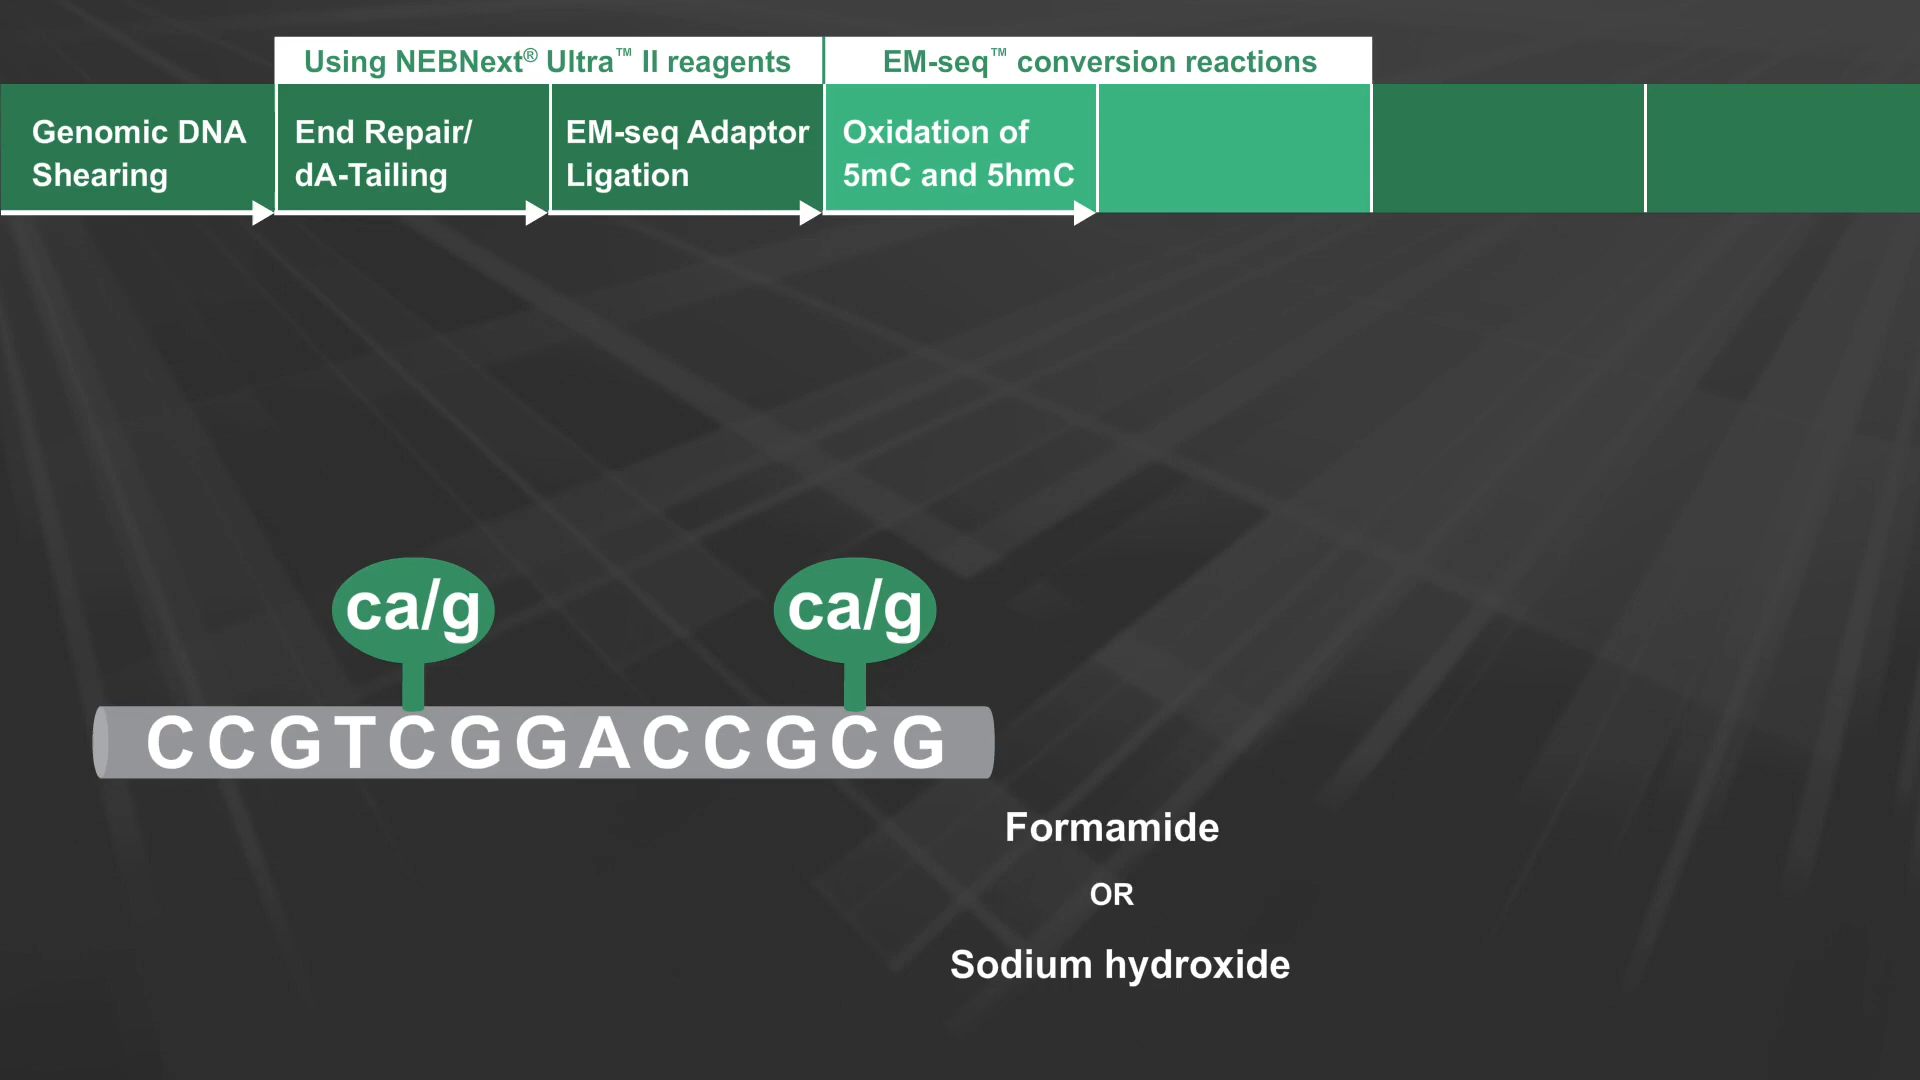 Using NEBNext® Ultra™ II reagents
EM-seq™ conversion reactions
Genomic DNA
Shearing
End Repair/
dA-Tailing
EM-seq Adaptor
Ligation
Oxidation of
5mC and 5hmC
ca/g
ca/g
CCGTCGGACCGCG
Formamide
OR
Sodium hydroxide